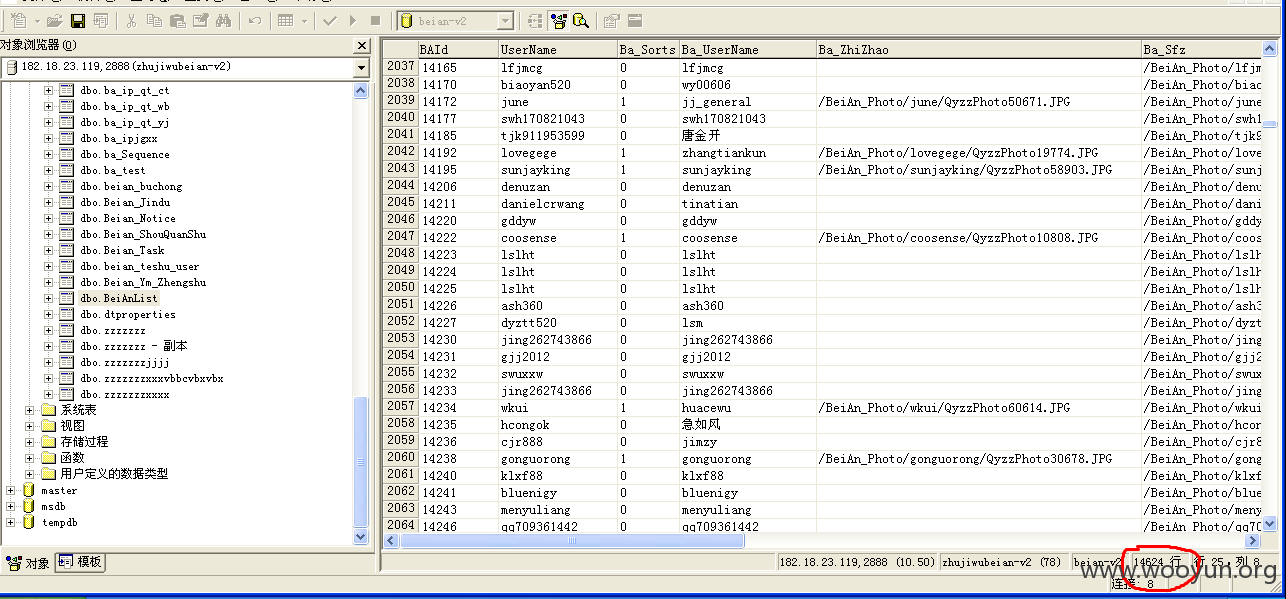 beian-v2
对象浏览器(O)
182.18.23.119,2888(zhujiwubeian-v2)
dbo.ba_ip_qt_ct
dbo.ba_ip_qt_wb
dbo.ba_ip_qt_yj
dbo.ba_ipjgxx
dbo.ba_Sequence
dbo.ba_test
dbo.beian_buchong
dbo.Beian_Jindu
dbo.Beian_Notice
dbo.Beian_ShouQuanShu
dbo.Beian_Task
dbo.beian_teshu_user
dbo.Beian_Ym_Zhengshu
dbo.BeiAnList
dbo.dtproperties
dbo.zzzzzzz
dbo.zzzzzzz - 副本
dbo.zzzzzzzjjjj
dbo.zzzzzzzxxxvbbcvbxvbx
dbo.zzzzzzzxxxx
系统表
视图
存储过程
函数
用户定义的数据类型
master
msdb
tempdb
对象 模板
BAId UserName Ba_Sorts Ba_UserName Ba_ZhiZhao Ba_Sfz
2037 14165 lfjmcg 0 lfjmcg /BeiAn_Photo/lfjm
2038 14170 biaoyan520 0 wy00606 /BeiAn_Photo/biao
2039 14172 june 1 jj_general /BeiAn_Photo/june/QyzzPhoto50671.JPG /BeiAn_Photo/june
2040 14177 swh170821043 0 swh170821043 /BeiAn_Photo/swh1
2041 14185 tjk911953599 0 唐金开 /BeiAn_Photo/tjk9
2042 14192 lovegege 1 zhangtiankun /BeiAn_Photo/lovegege/QyzzPhoto19774.JPG /BeiAn_Photo/love
2043 14195 sunjayking 1 sunjayking /BeiAn_Photo/sunjayking/QyzzPhoto58903.JPG /BeiAn_Photo/sunj
2044 14206 denuzan 0 denuzan /BeiAn_Photo/denu
2045 14211 danielcrwang 0 tinatian /BeiAn_Photo/dani
2046 14220 gddyw 0 gddyw /BeiAn_Photo/gddy
2047 14222 coosense 1 coosense /BeiAn_Photo/coosense/QyzzPhoto10808.JPG /BeiAn_Photo/coos
2048 14223 lslht 0 lslht /BeiAn_Photo/lslh
2049 14224 lslht 0 lslht /BeiAn_Photo/lslh
2050 14225 lslht 0 lslht /BeiAn_Photo/lslh
2051 14226 ash360 0 ash360 /BeiAn_Photo/ash3
2052 14227 dyztt520 0 lsm /BeiAn_Photo/dyzt
2053 14230 jing262743866 0 jing262743866 /BeiAn_Photo/jing
2054 14231 gjj2012 0 gjj2012 /BeiAn_Photo/gjj2
2055 14232 swuxxw 0 swuxxw /BeiAn_Photo/swux
2056 14233 jing262743866 0 jing262743866 /BeiAn_Photo/jing
2057 14234 wkui 1 huacewu /BeiAn_Photo/wkui/QyzzPhoto60614.JPG /BeiAn_Photo/wkui
2058 14235 hcongok 0 急如风 /BeiAn_Photo/hcon
2059 14236 cjr888 0 jimzy /BeiAn_Photo/cjr8
2060 14238 gonguorong 1 gonguorong /BeiAn_Photo/gonguorong/QyzzPhoto30678.JPG /BeiAn_Photo/gong
2061 14240 klxf88 0 klxf88 /BeiAn_Photo/klxf
2062 14241 bluenigy 0 bluenigy /BeiAn_Photo/blue
2063 14243 menyuliang 0 menyuliang /BeiAn_Photo/meny
2064 14246 qq709361442 0 qq709361442 /BeiAn_Photo/qq70
182.18.23.119,2888 (10.50) zhujiwubeian-v2 (78) beian-v2 14624 行 行 25, 列 8
www.wooyun.org
连接: 8